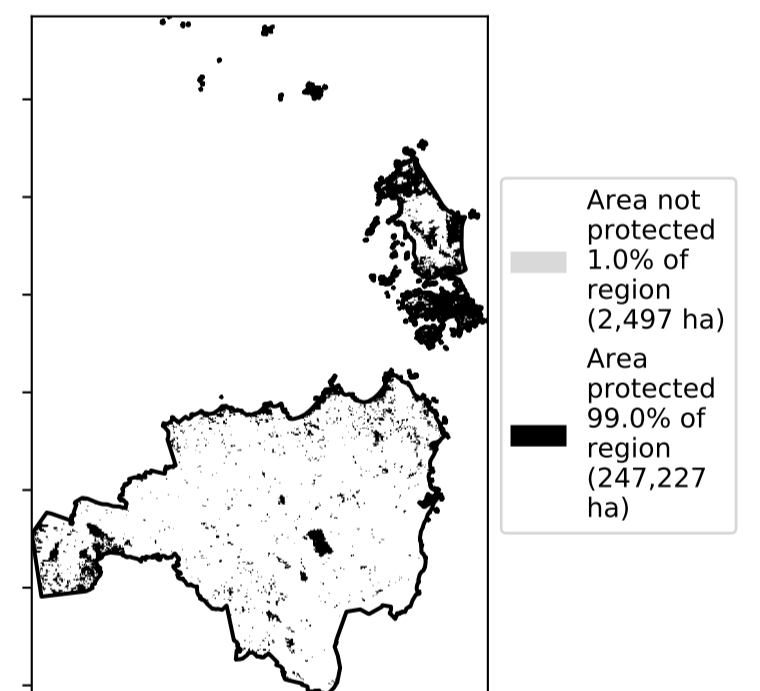 Area not
protected
1.0% of
region
(2,497 ha)
Area
protected
99.0% of
region
(247,227
ha)